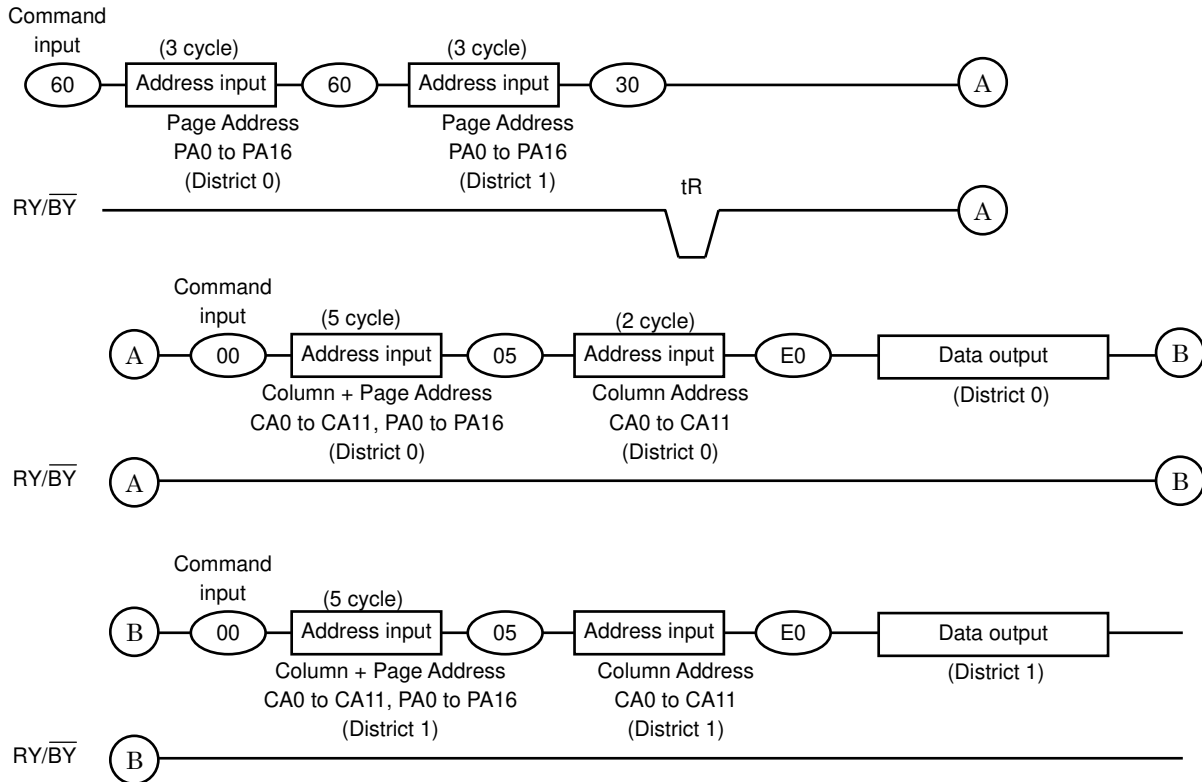 Command
input
(3 cycle) (3 cycle)
60 Address input 60 Address input 30 A
Page Address Page Address
PA0 to PA16 PA0 to PA16
(District 0) (District 1)
tR
RY/BY A
Command
input
(5 cycle) (2 cycle)
A 00 Address input 05 Address input E0 Data output B
Column + Page Address Column Address (District 0)
CA0 to CA11, PA0 to PA16 CA0 to CA11
(District 0) (District 0)
RY/BY A B
Command
input
(5 cycle)
B 00 Address input 05 Address input E0 Data output
Column + Page Address Column Address (District 1)
CA0 to CA11, PA0 to PA16 CA0 to CA11
(District 1) (District 1)
RY/BY B